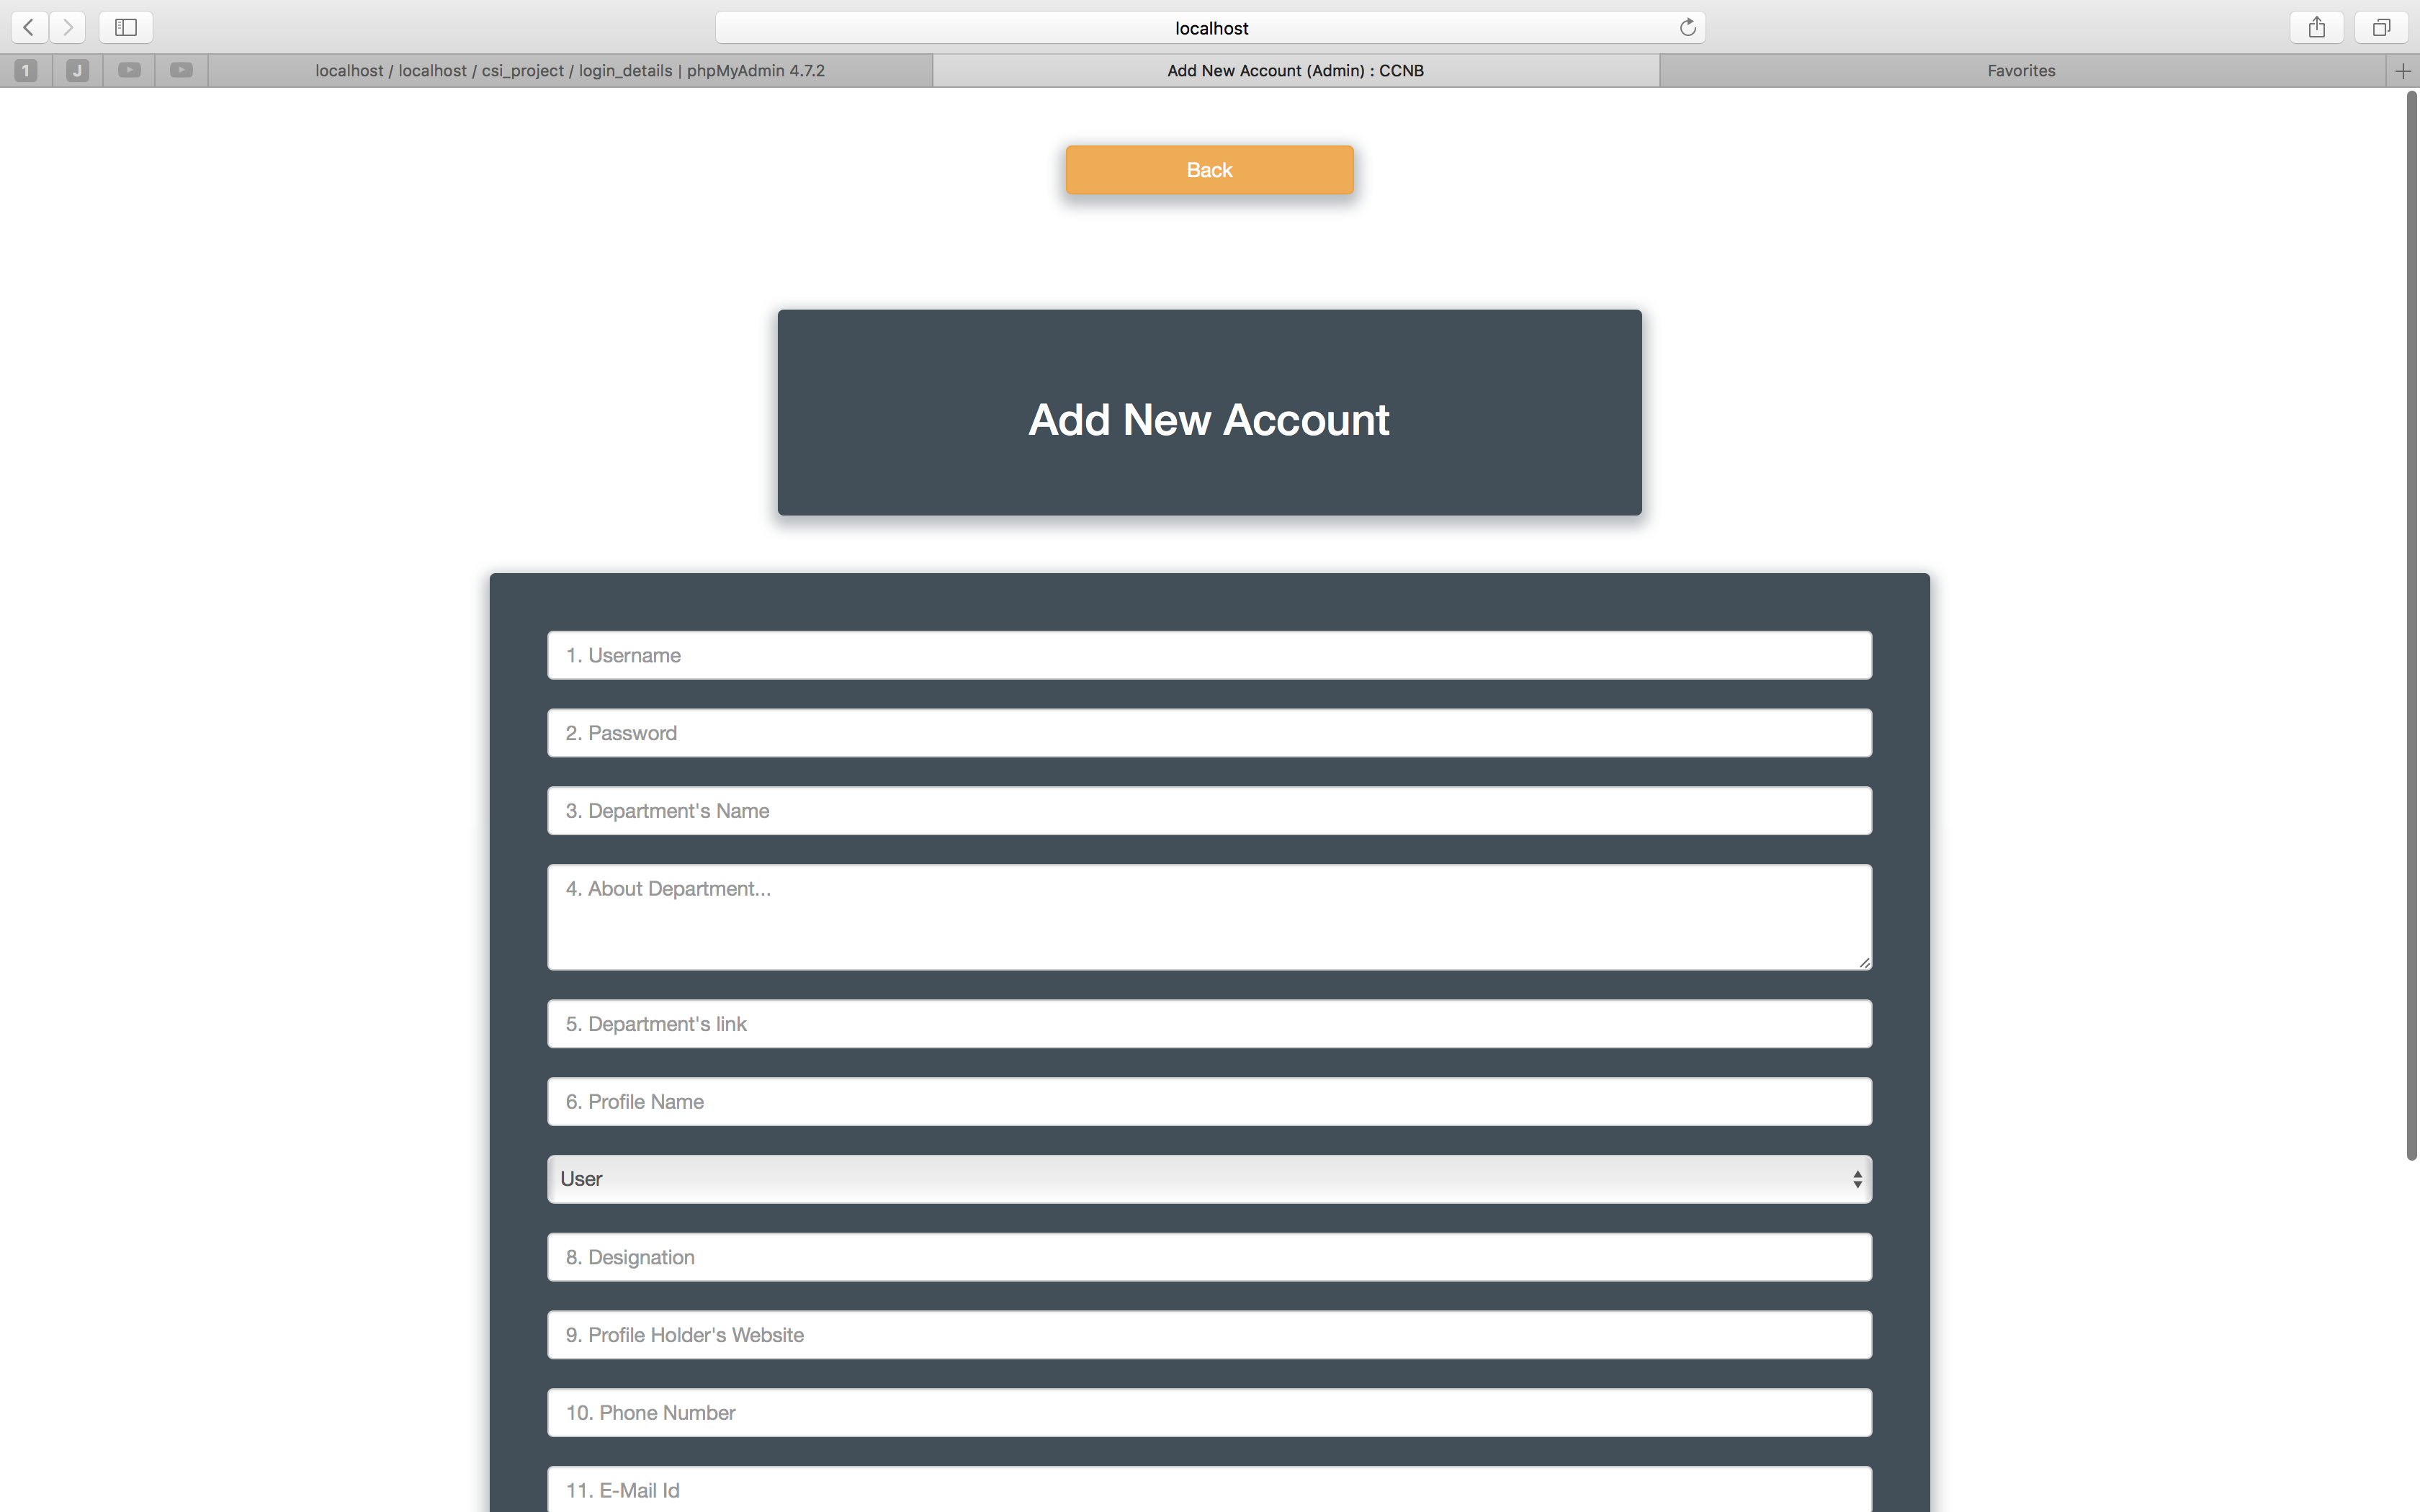 localhost
1
J
localhost / localhost / csi_project / login_details | phpMyAdmin 4.7.2
Add New Account (Admin) : CCNB
Favorites
Back
Add New Account
1. Username
2. Password
3. Department's Name
4. About Department...
5. Department's link
6. Profile Name
User
8. Designation
9. Profile Holder's Website
10. Phone Number
11. E-Mail Id